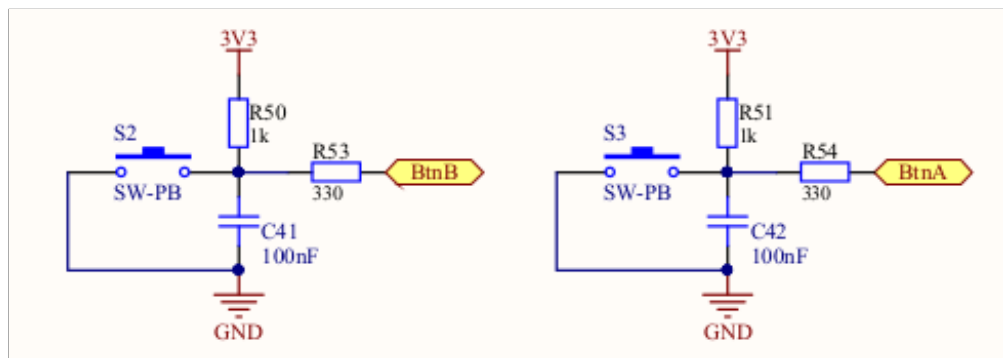 3V3
R50
1k
S2
SW-PB
R53
330
BtnB
C41
100nF
GND
3V3
R51
1k
S3
SW-PB
R54
330
BtnA
C42
100nF
GND